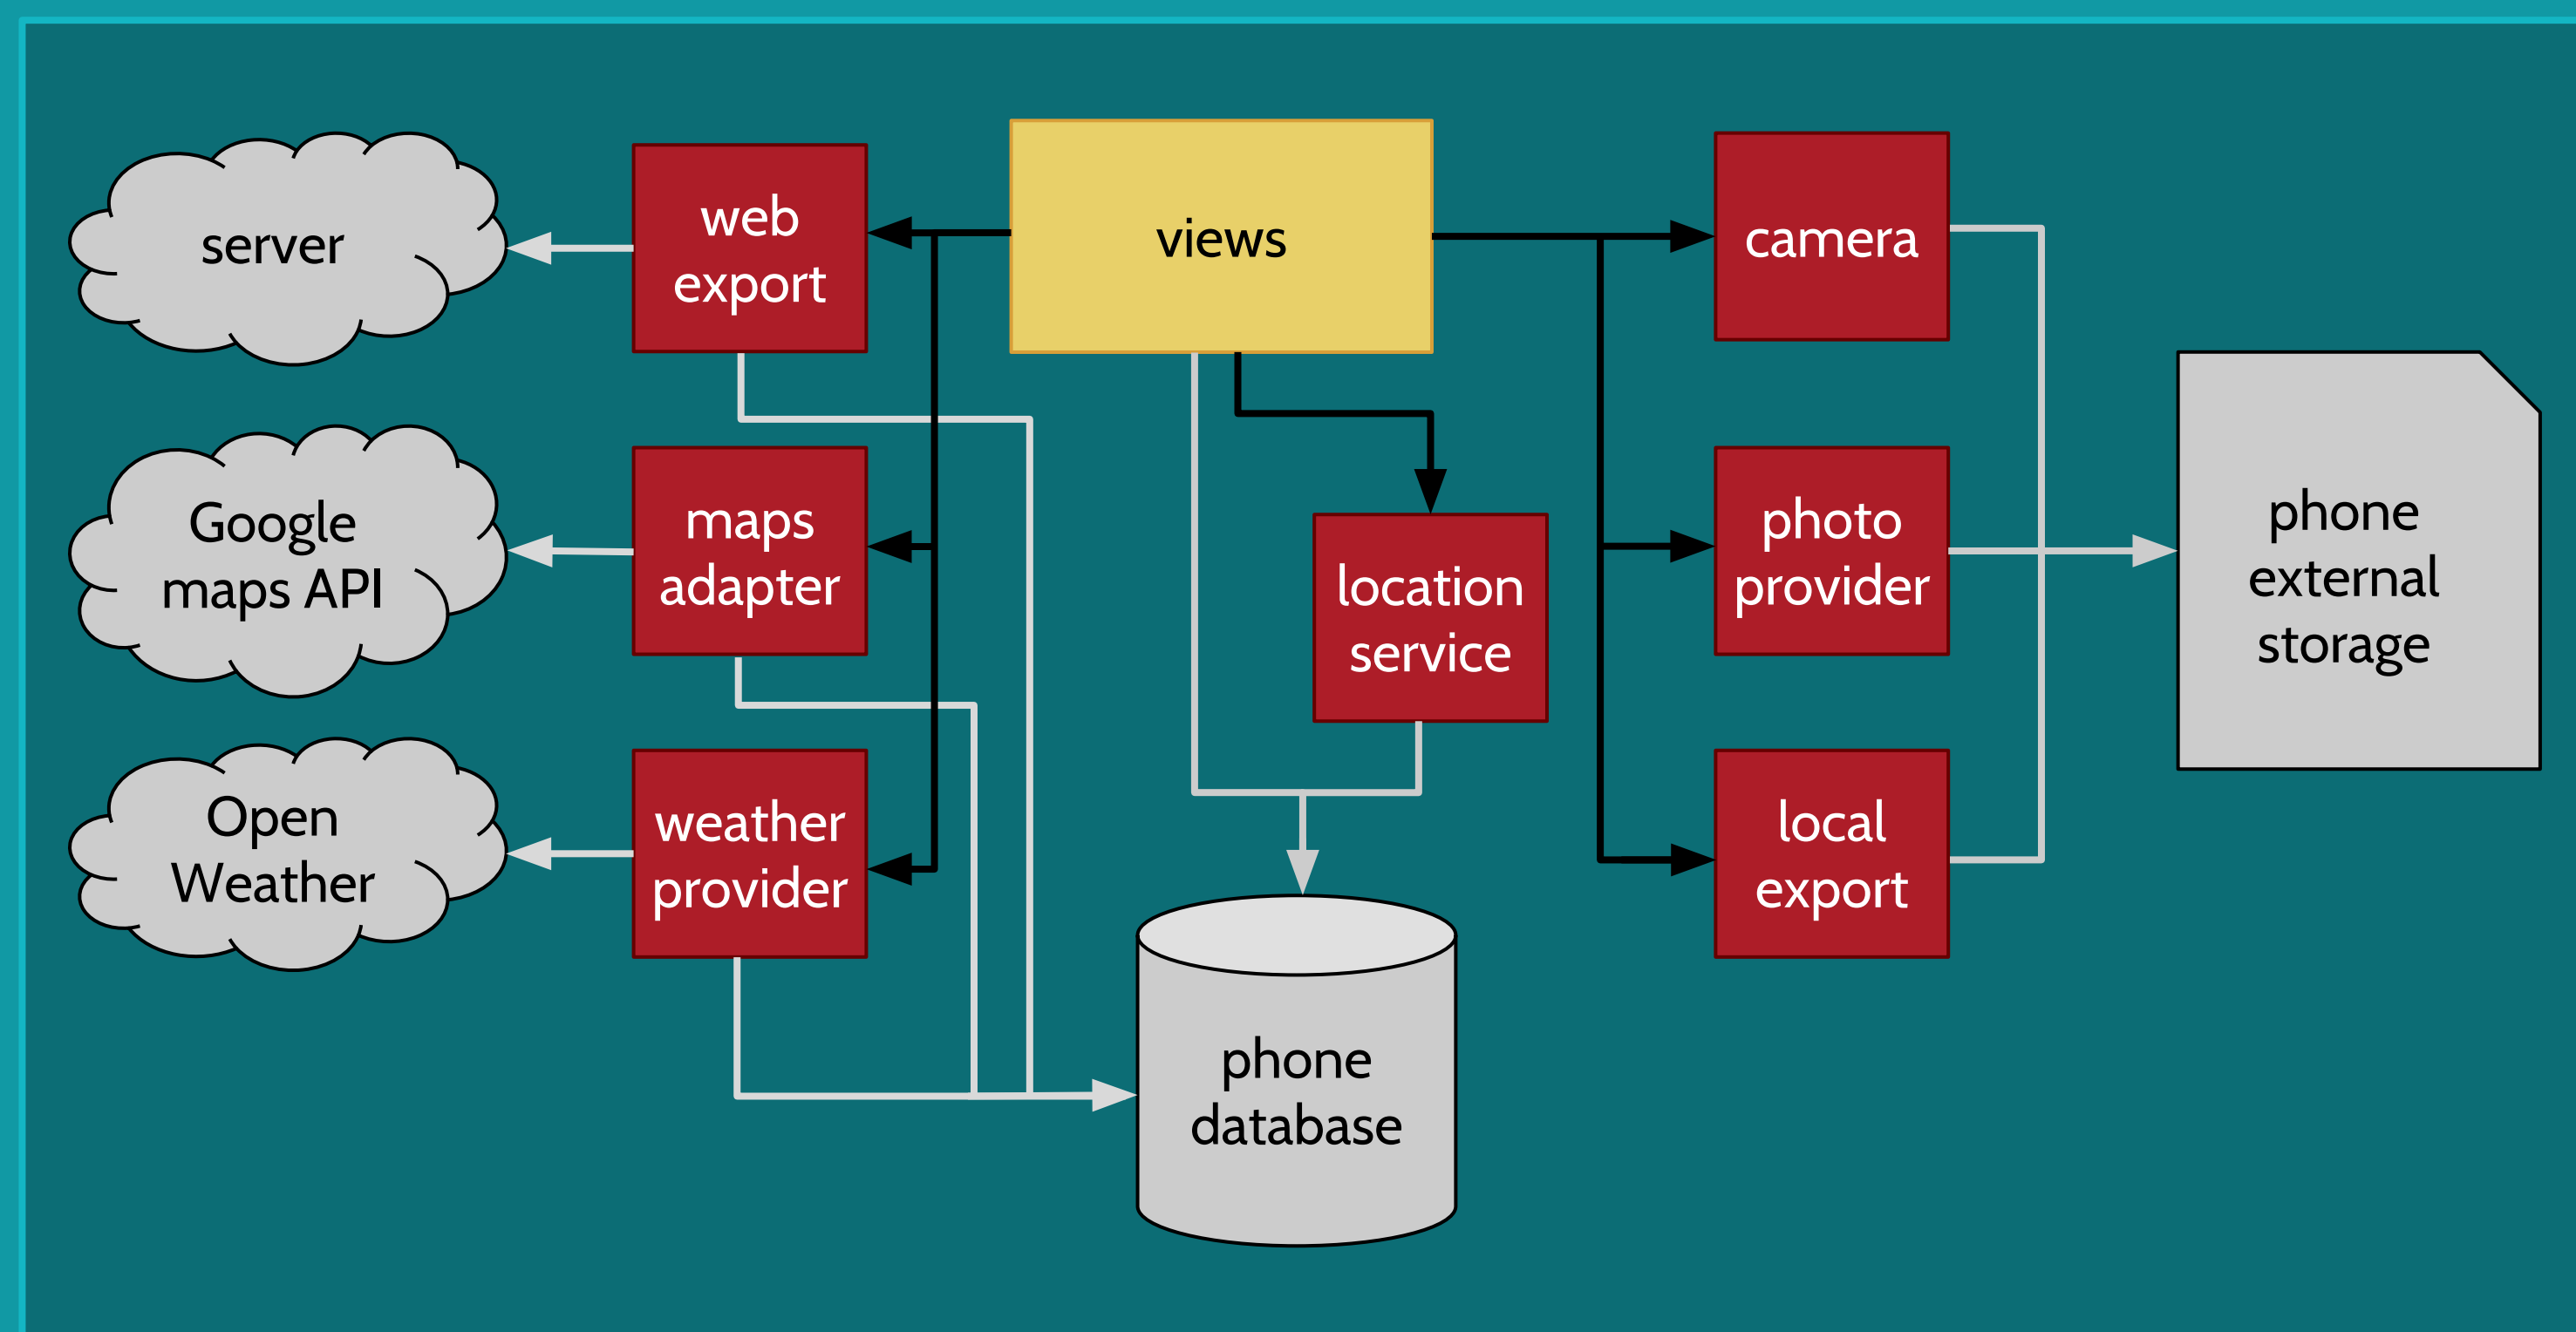 server
web
export
views
camera
Google
maps API
maps
adapter
location
service
photo
provider
phone
external
storage
Open
Weather
weather
provider
local
export
phone
database